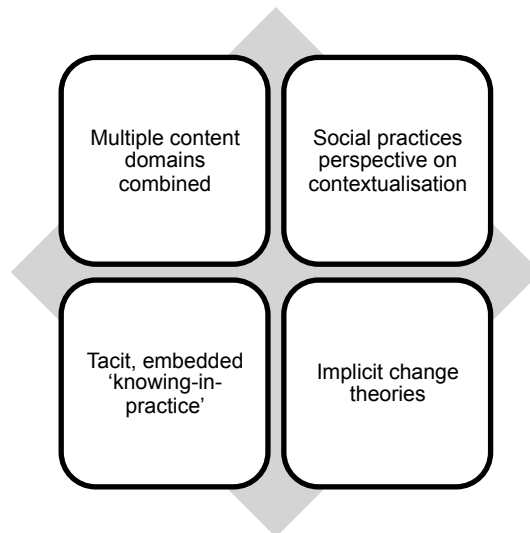 Multiple content
domains
combined
Social practices
perspective on
contextualisation
Tacit, embedded
‘knowing-in-
practice’
Implicit change
theories